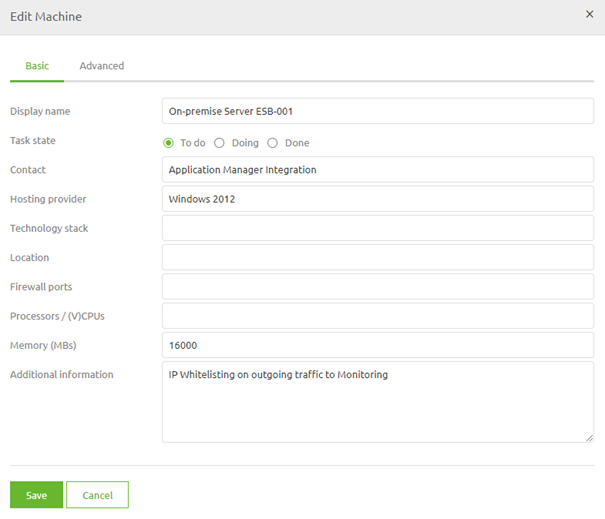 Edit Machine
×
Basic Advanced
Display name On-premise Server ESB-001
Task state To do Doing Done
Contact Application Manager Integration
Hosting provider Windows 2012
Technology stack
Location
Firewall ports
Processors / (V)CPUs
Memory (MBs) 16000
Additional information IP Whitelisting on outgoing traffic to Monitoring
Save Cancel